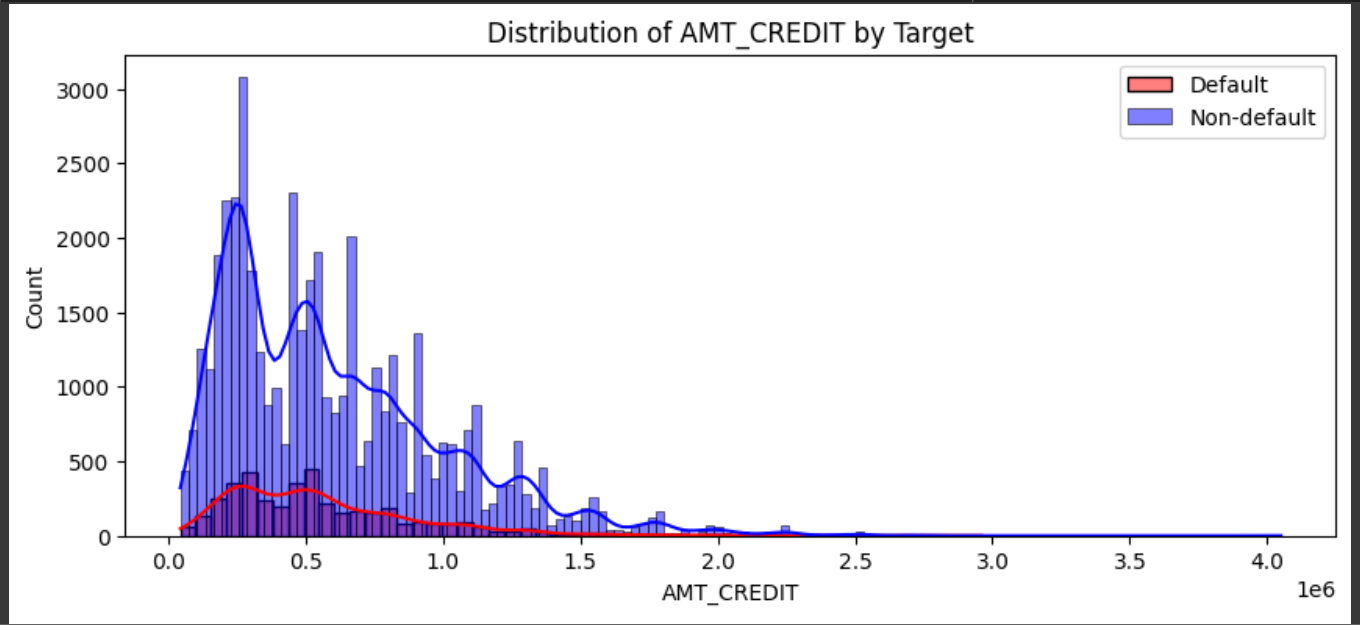 Distribution of AMT_CREDIT by Target
Default
Non-default
3000
2500
2000
1500
1000
500
0
Count
0.0 0.5 1.0 1.5 2.0 2.5 3.0 3.5 4.0
1e6
AMT_CREDIT